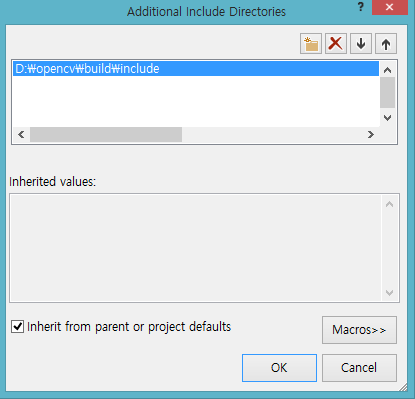 Additional Include Directories
D:₩opencv₩build₩include
Inherited values:
Inherit from parent or project defaults
Macros>>
OK
Cancel